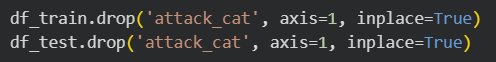 df_train.drop('attack_cat', axis=1, inplace=True)
df_test.drop('attack_cat', axis=1, inplace=True)